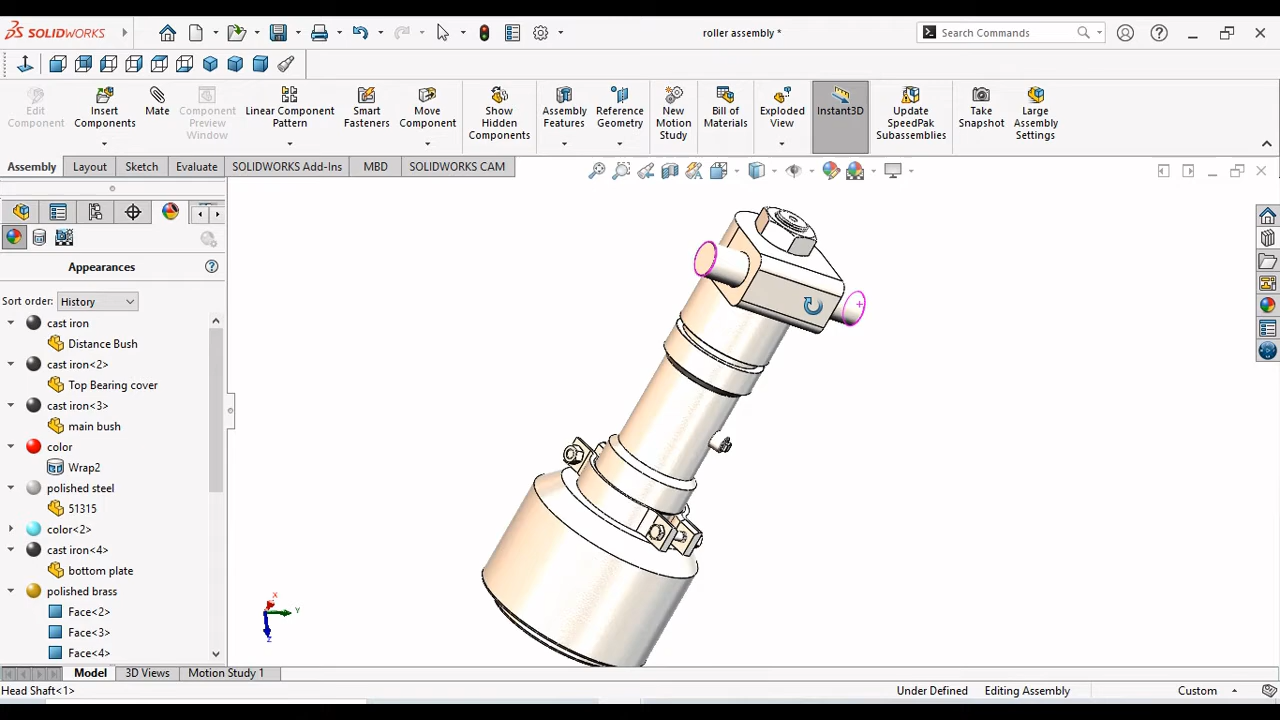 SOLIDWORKS
roller assembly *
Search Commands
Edit Component
Insert Components
Mate
Component Preview Window
Linear Component Pattern
Smart Fasteners
Move Component
Show Hidden Components
Assembly Features
Reference Geometry
New Motion Study
Bill of Materials
Exploded View
Instant3D
Update SpeedPak Subassemblies
Take Snapshot
Large Assembly Settings
Assembly
Layout
Sketch
Evaluate
SOLIDWORKS Add-Ins
MBD
SOLIDWORKS CAM
Appearances
Sort order: History
cast iron
Distance Bush
cast iron<2>
Top Bearing cover
cast iron<3>
main bush
color
Wrap2
polished steel
51315
color<2>
cast iron<4>
bottom plate
polished brass
Face<2>
Face<3>
Face<4>
X
Y
Z
Model
3D Views
Motion Study 1
Head Shaft<1>
Under Defined
Editing Assembly
Custom